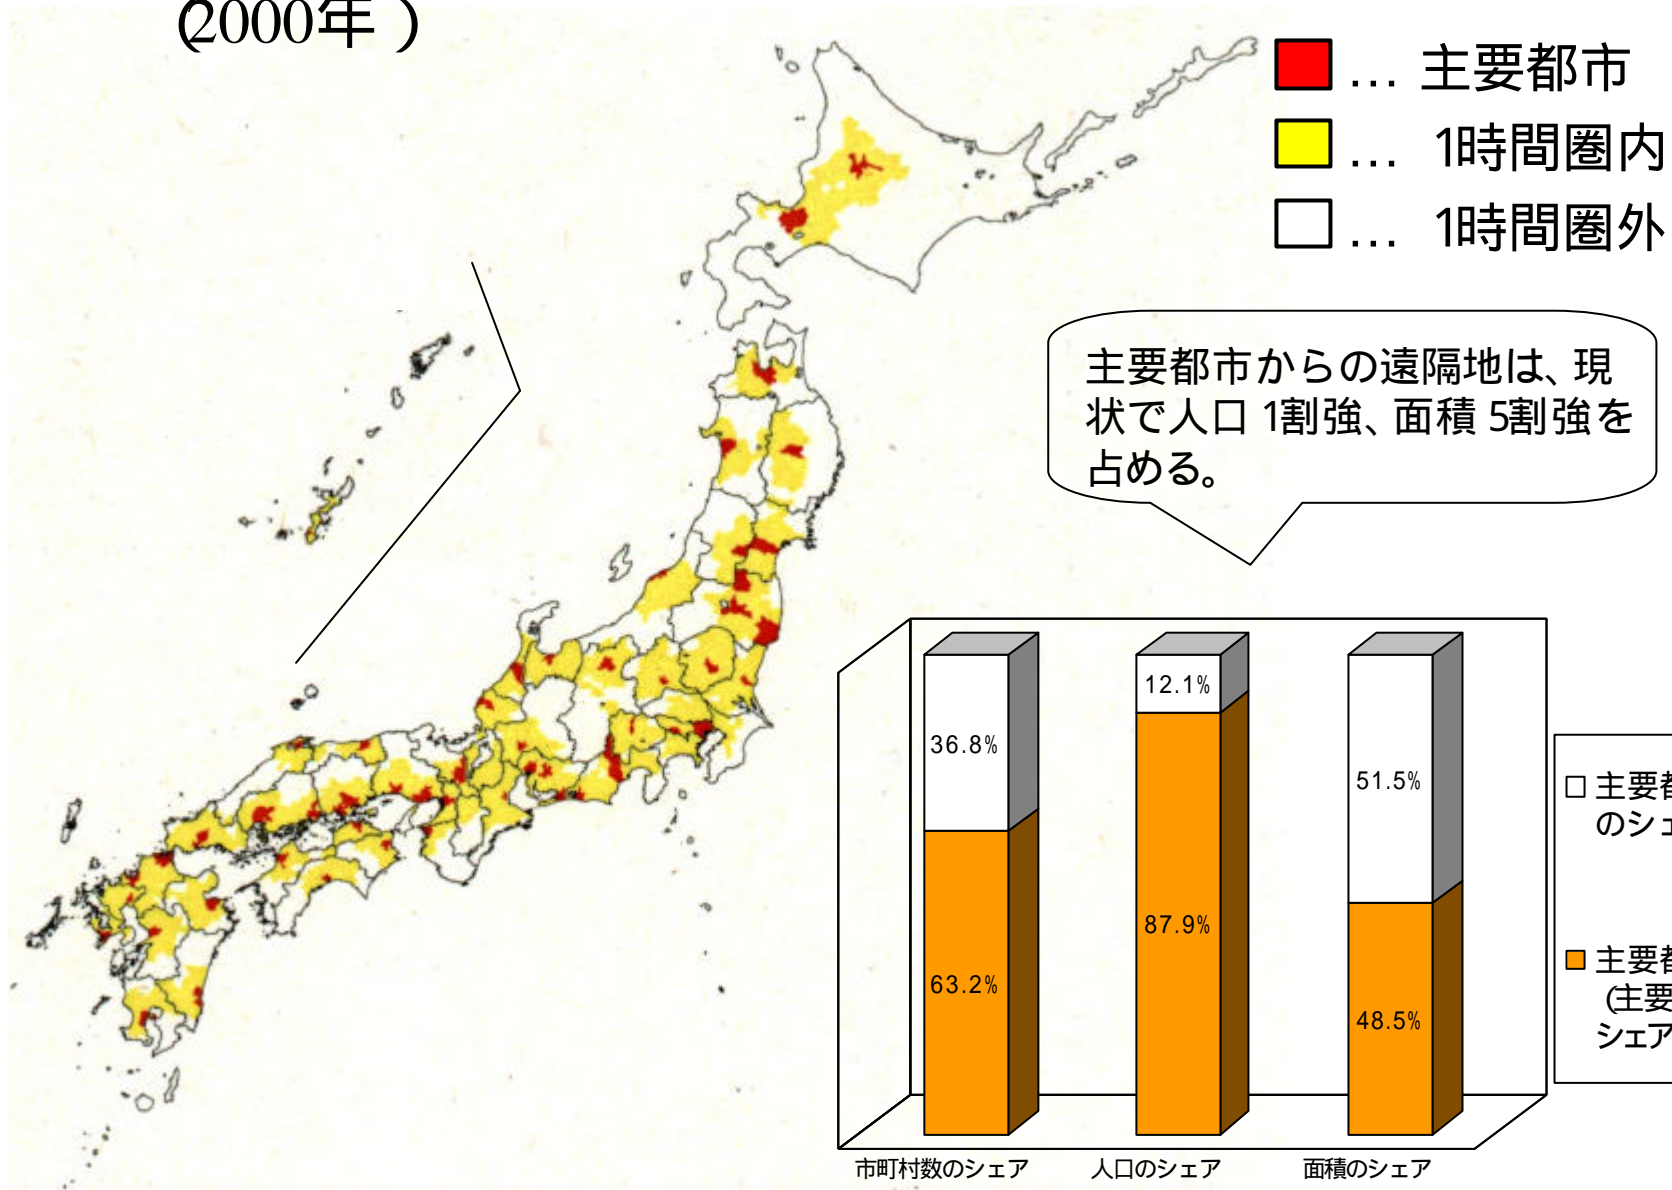 (2000年)
… 主要都市
… 1時間圏内
… 1時間圏外
主要都市からの遠隔地は、現
状で人口1割強、面積5割強を
占める。
36.8%
63.2%
12.1%
87.9%
51.5%
48.5%
市町村数のシェア
人口のシェア
面積のシェア
主要
のシ
主要
(主要
シェア